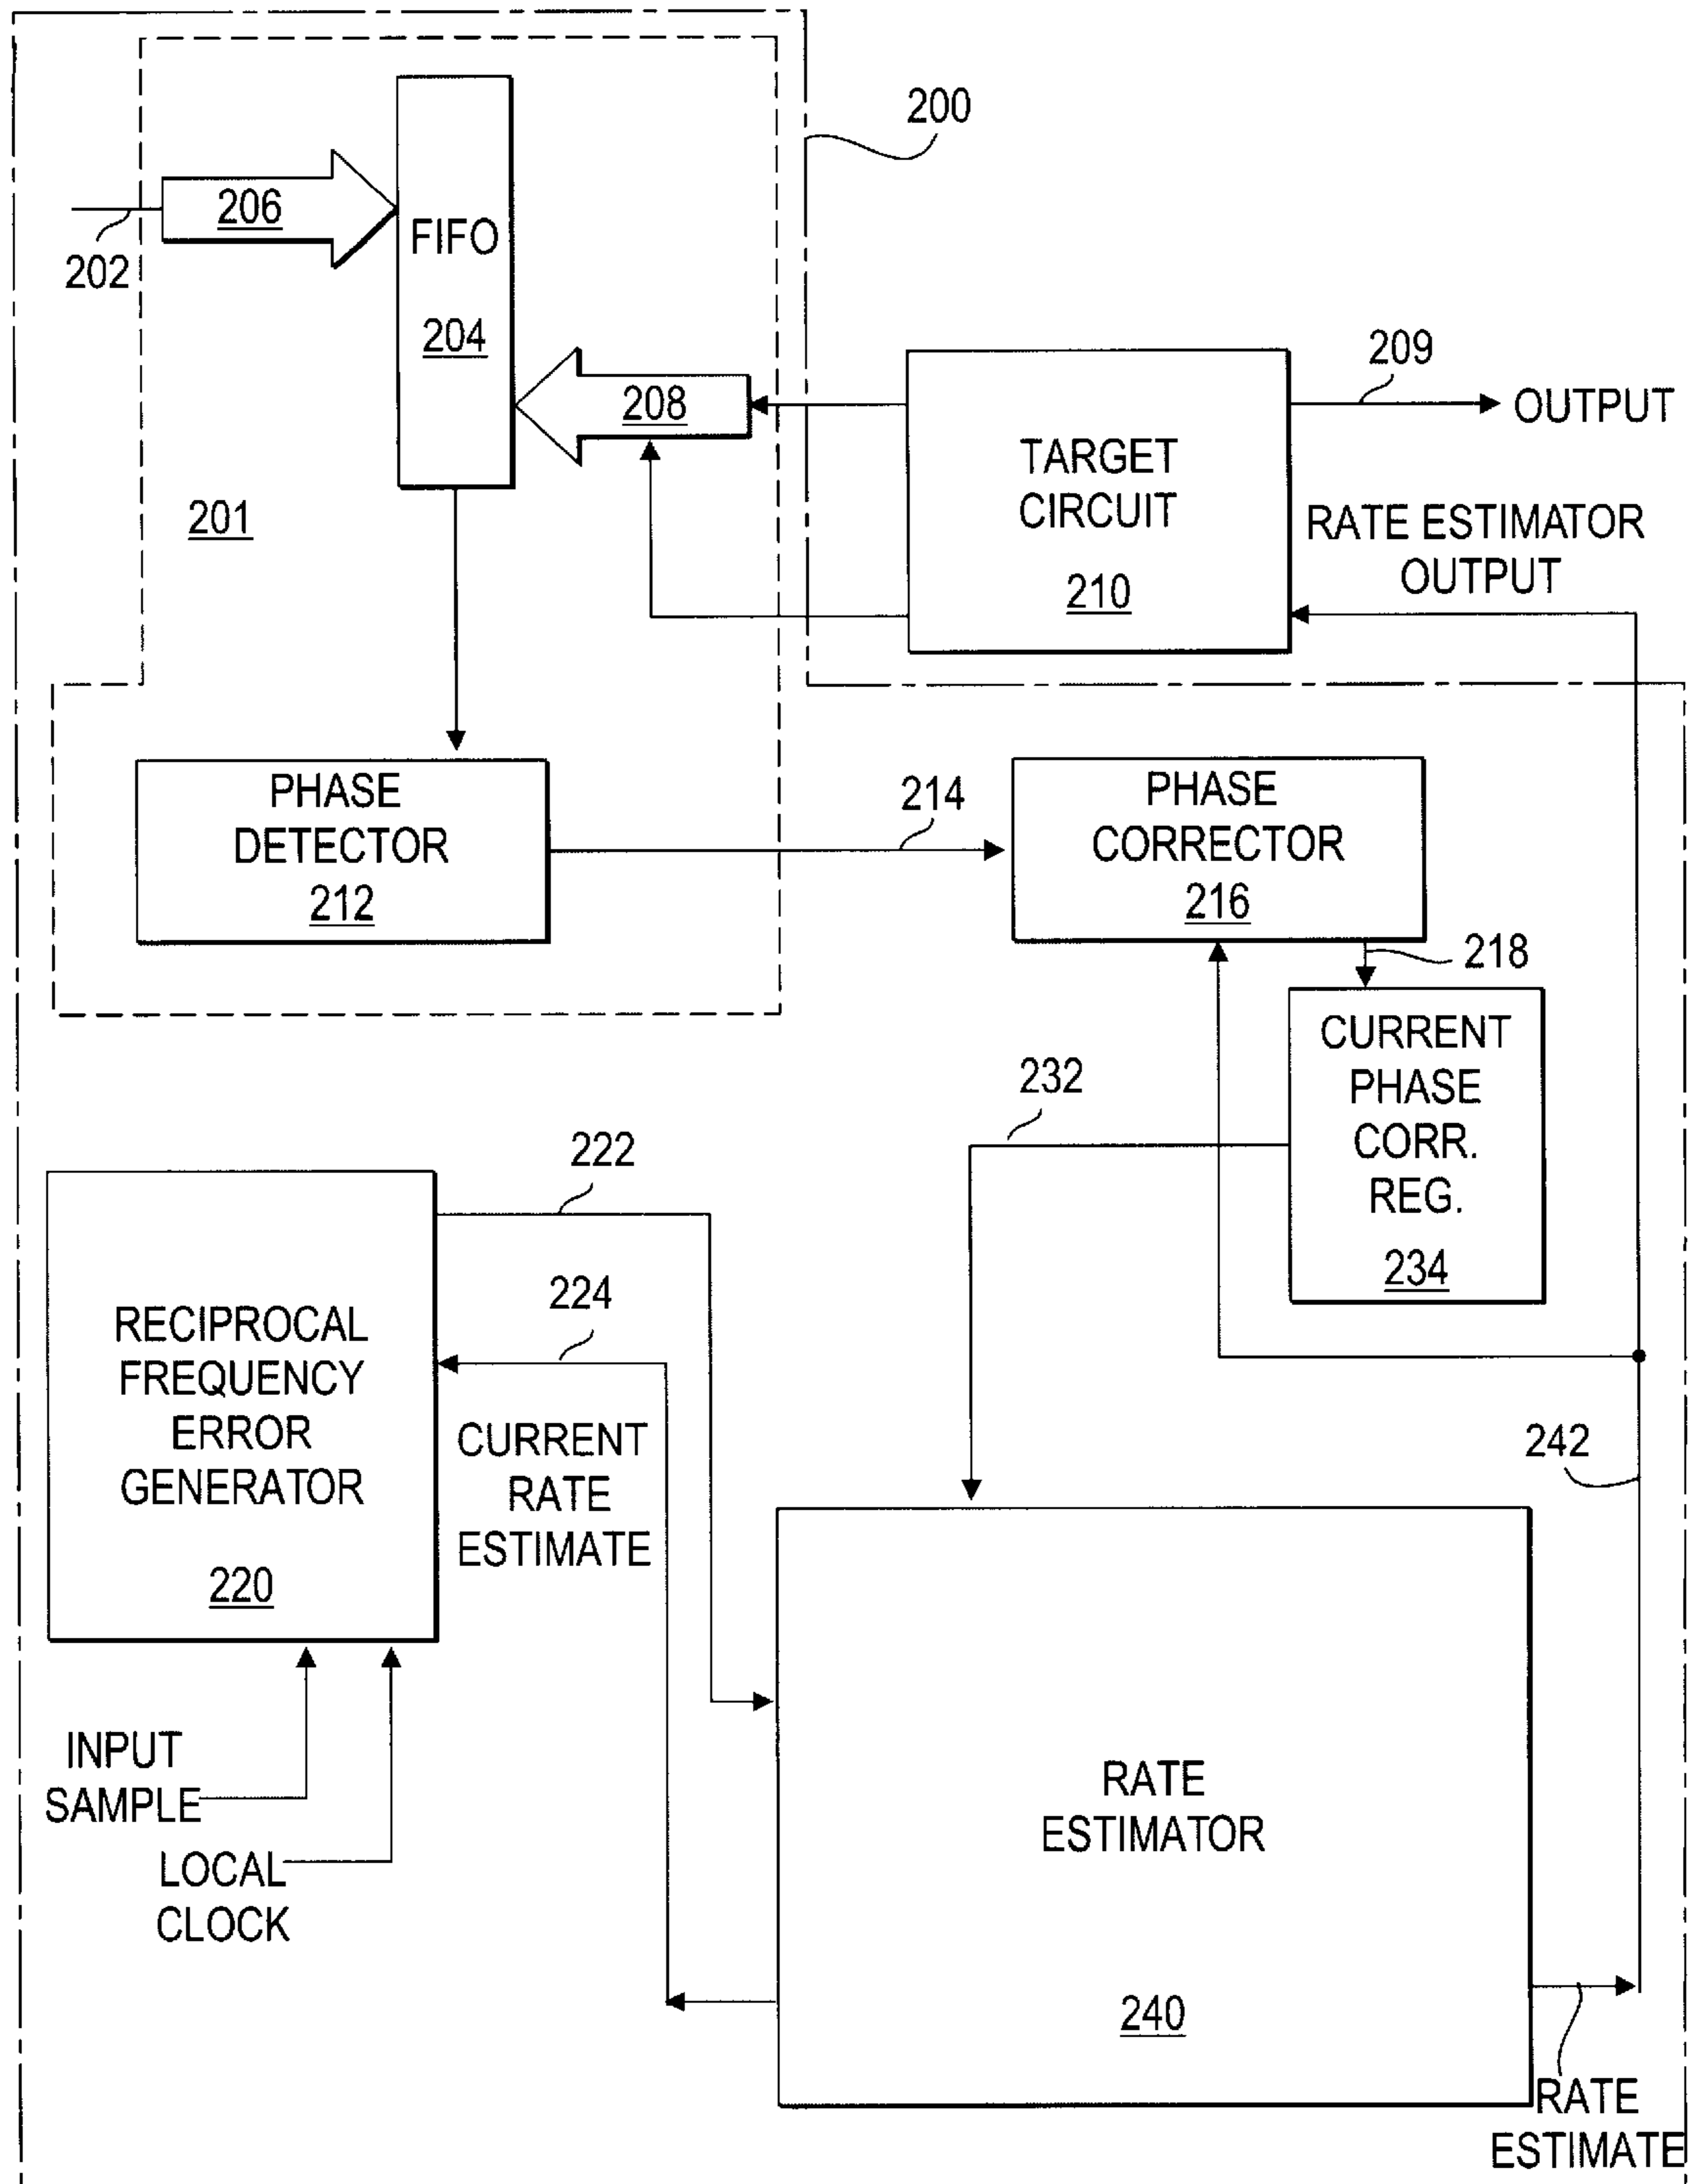 200
206
202
FIFO
204
208
209
OUTPUT
TARGET
CIRCUIT
210
201
RATE ESTIMATOR
OUTPUT
PHASE
DETECTOR
212
214
PHASE
CORRECTOR
216
218
CURRENT
PHASE
CORR.
REG.
234
232
222
224
RECIPROCAL
FREQUENCY
ERROR
GENERATOR
220
CURRENT
RATE
ESTIMATE
242
INPUT
SAMPLE
LOCAL
CLOCK
RATE
ESTIMATOR
240
RATE
ESTIMATE